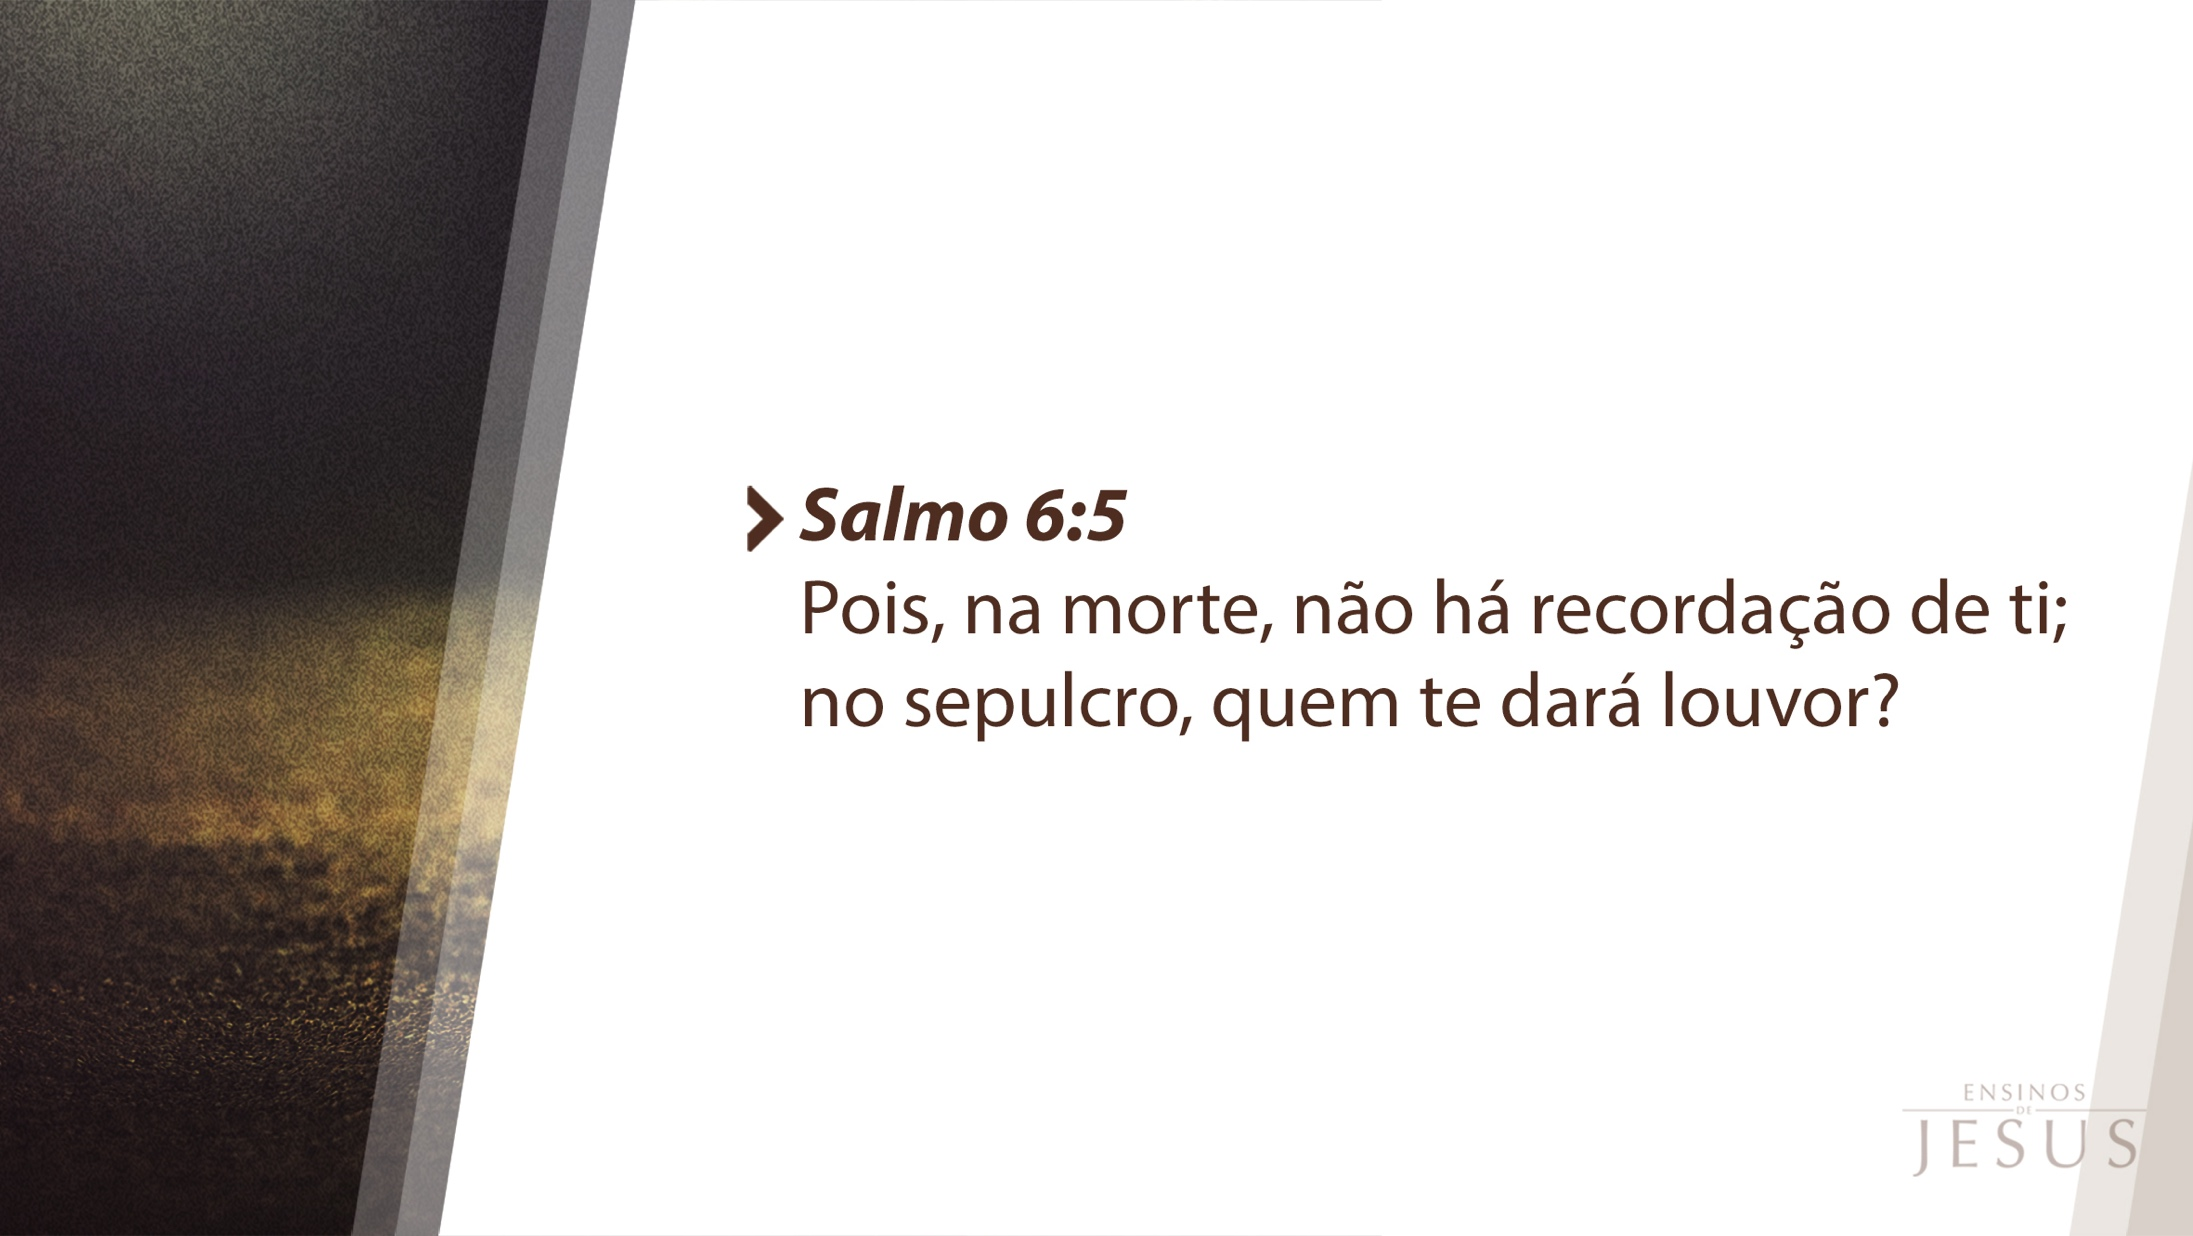 Salmo 6:5
Pois, na morte, não há recordação de ti;
no sepulcro, quem te dará louvor?
ENSINOS
DE
JESUS